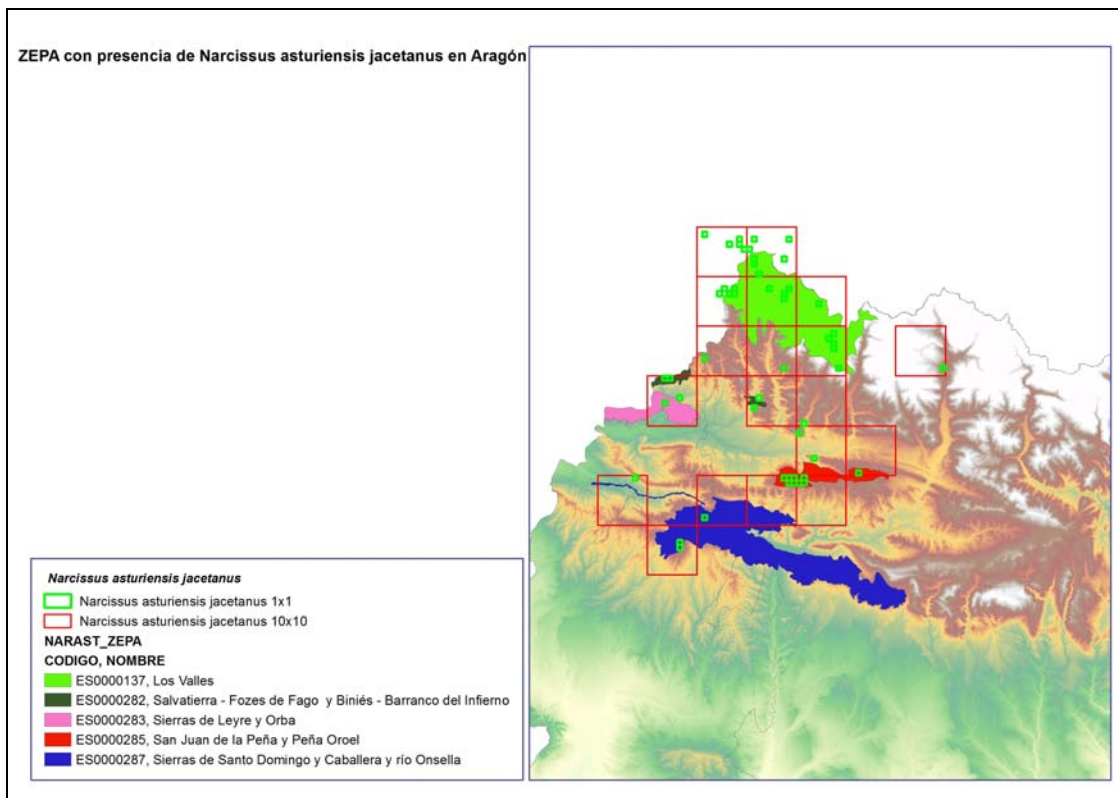 ZEPA con presencia de Narcissus asturiensis jacetanus en Aragón
Narcissus asturiensis jacetanus
Narcissus asturiensis jacetanus 1x1
Narcissus asturiensis jacetanus 10x10
NARAST_ZEPA
CODIGO, NOMBRE
ES0000137, Los Valles
ES0000282, Salvatierra - Fozes de Fago y Biniés - Barranco del Infierno
ES0000283, Sierras de Leyre y Orba
ES0000285, San Juan de la Peña y Peña Oroel
ES0000287, Sierras de Santo Domingo y Caballera y río Onsella